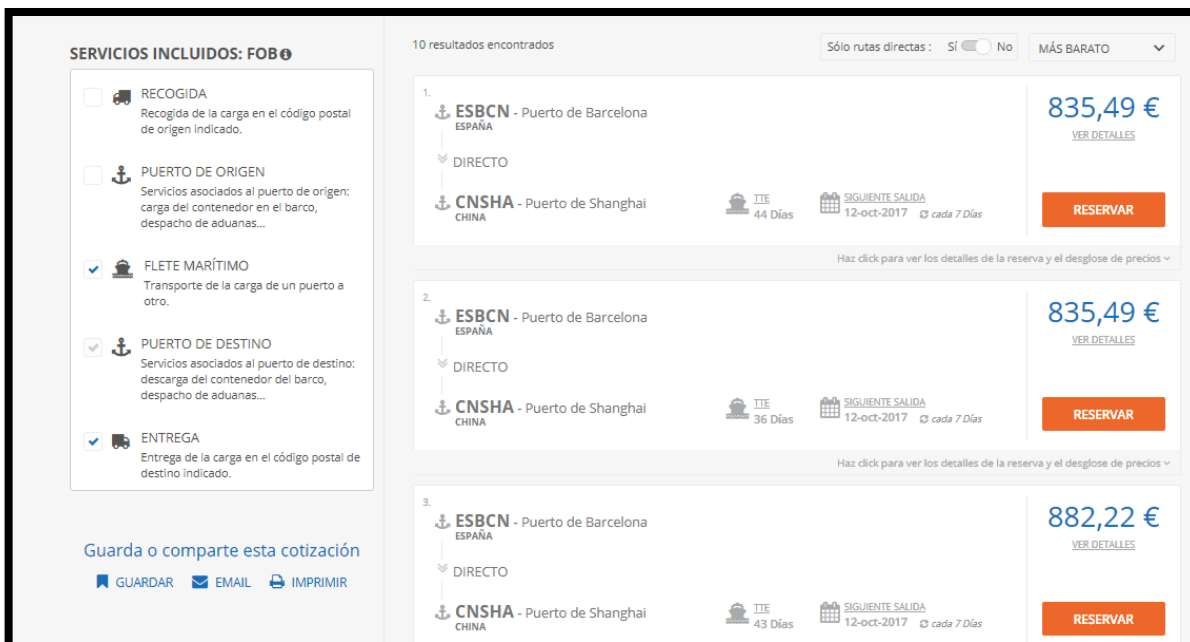 SERVICIOS INCLUIDOS: FOB
RECOGIDA
Recogida de la carga en el código postal
de origen indicado.
PUERTO DE ORIGEN
Servicios asociados al puerto de origen:
carga del contenedor en el barco,
despacho de aduanas...
FLETE MARÍTIMO
Transporte de la carga de un puerto a
otro.
PUERTO DE DESTINO
Servicios asociados al puerto de destino:
descarga del contenedor del barco,
despacho de aduanas...
ENTREGA
Entrega de la carga en el código postal de
destino indicado.
Guarda o comparte esta cotización
GUARDAR EMAIL IMPRIMIR
10 resultados encontrados
Sólo rutas directas : Sí No
MÁS BARATO
1.
ESBCN - Puerto de Barcelona
ESPAÑA
DIRECTO
CNSHA - Puerto de Shanghai
CHINA
TTE
44 Días
SIGUIENTE SALIDA
12-oct-2017 cada 7 Días
835,49 €
VER DETALLES
RESERVAR
Haz click para ver los detalles de la reserva y el desglose de precios
2.
ESBCN - Puerto de Barcelona
ESPAÑA
DIRECTO
CNSHA - Puerto de Shanghai
CHINA
TTE
36 Días
SIGUIENTE SALIDA
12-oct-2017 cada 7 Días
835,49 €
VER DETALLES
RESERVAR
Haz click para ver los detalles de la reserva y el desglose de precios
3.
ESBCN - Puerto de Barcelona
ESPAÑA
DIRECTO
CNSHA - Puerto de Shanghai
CHINA
TTE
43 Días
SIGUIENTE SALIDA
12-oct-2017 cada 7 Días
882,22 €
VER DETALLES
RESERVAR